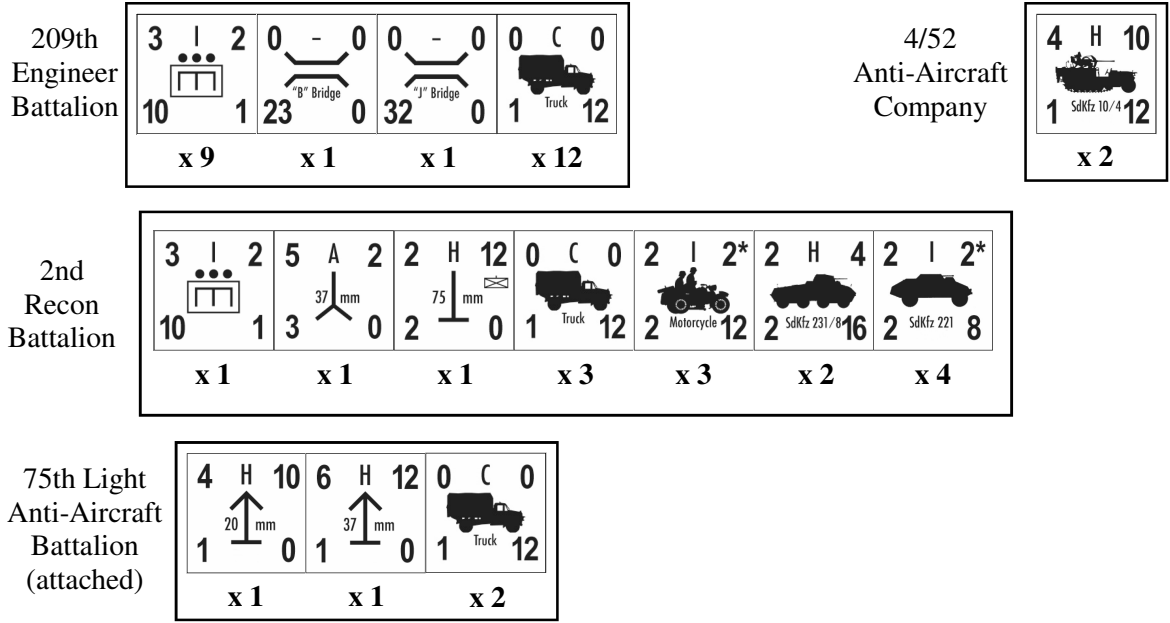 209th
Engineer
Battalion
3 I 2
10 1
x 9
0 - 0
"B" Bridge
23 0
x 1
0 - 0
"J" Bridge
32 0
x 1
0 C 0
Truck
1 12
x 12
4/52
Anti-Aircraft
Company
4 H 10
SdKfz 10/4
1 12
x 2
2nd
Recon
Battalion
3 I 2
10 1
x 1
5 A 2
37 mm
3 0
x 1
2 H 12
75 mm
2 0
x 1
0 C 0
Truck
1 12
x 3
2 I 2*
Motorcycle
2 12
x 3
2 H 4
SdKfz 231/8
2 16
x 2
2 I 2*
SdKfz 221
2 8
x 4
75th Light
Anti-Aircraft
Battalion
(attached)
4 H 10
20 mm
1 0
x 1
6 H 12
37 mm
1 0
x 1
0 C 0
Truck
1 12
x 2